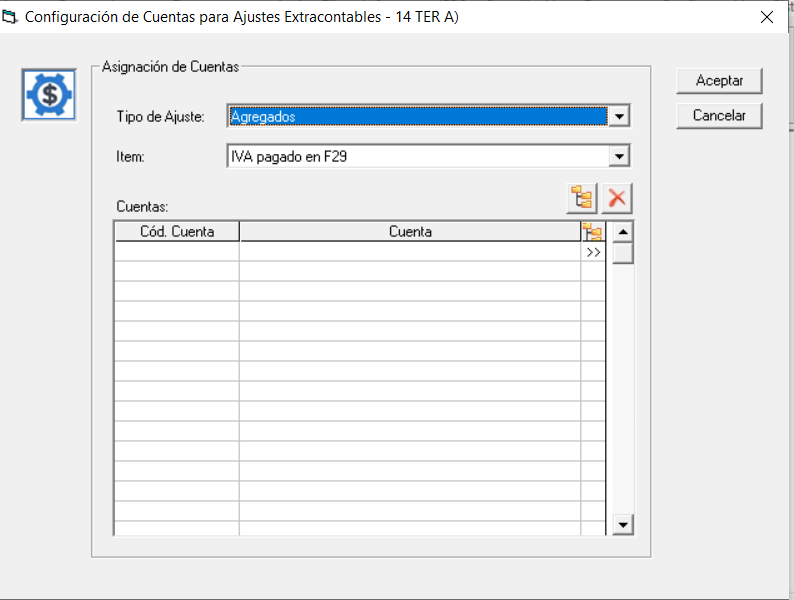 Configuración de Cuentas para Ajustes Extracontables - 14 TER A)
Asignación de Cuentas
Aceptar
Tipo de Ajuste: Agregados
Cancelar
Item: IVA pagado en F29
Cuentas:
Cód. Cuenta Cuenta
>>